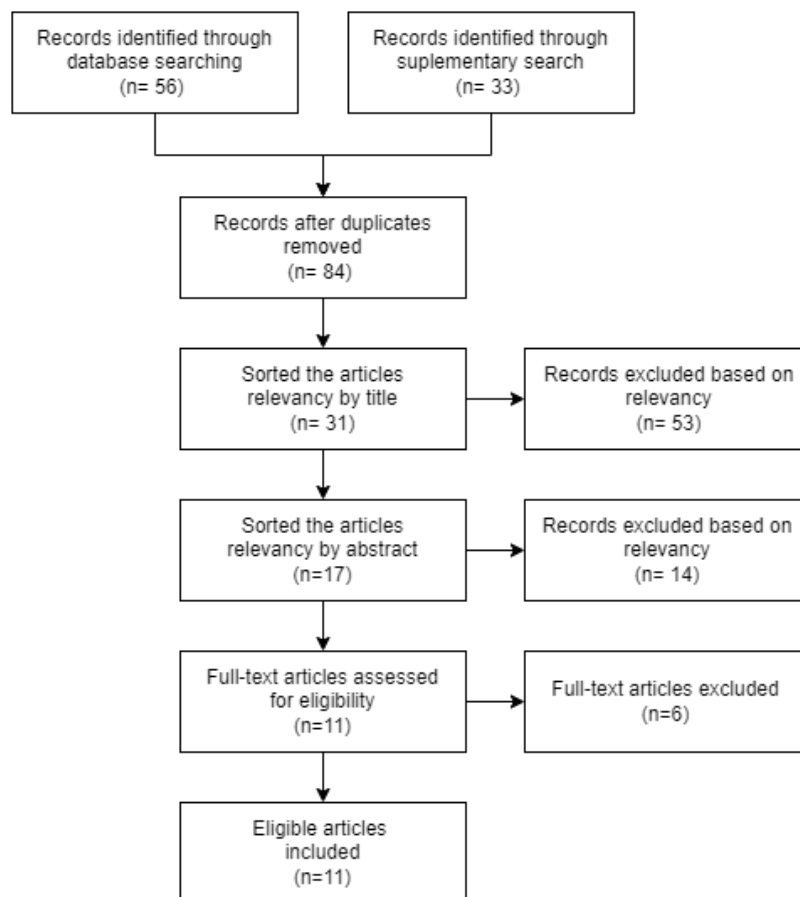 Records identified through
database searching
(n= 56)
Records identified through
suplementary search
(n= 33)
Records after duplicates
removed
(n= 84)
Sorted the articles
relevancy by title
(n= 31)
Records excluded based on
relevancy
(n= 53)
Sorted the articles
relevancy by abstract
(n=17)
Records excluded based on
relevancy
(n= 14)
Full-text articles assessed
for eligibility
(n=11)
Full-text articles excluded
(n=6)
Eligible articles
included
(n=11)